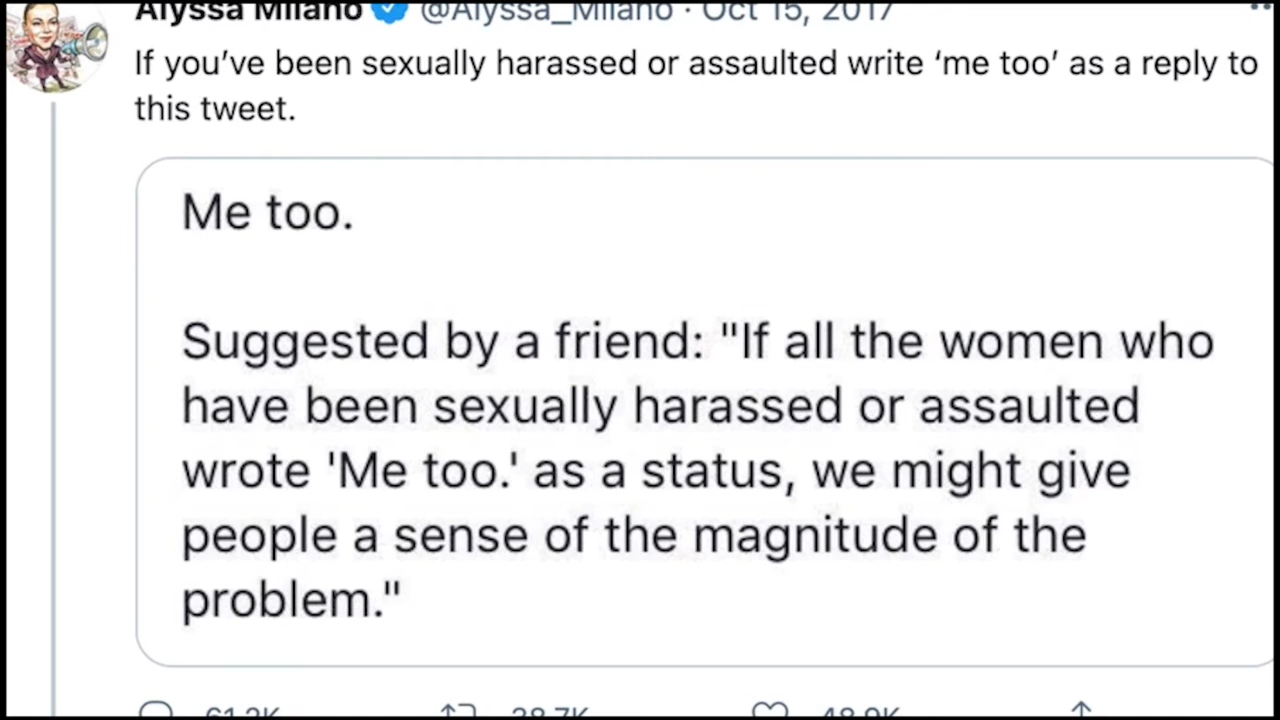 Alyssa Milano @Alyssa_Milano · Oct 15, 2017
If you’ve been sexually harassed or assaulted write ‘me too’ as a reply to
this tweet.
Me too.
Suggested by a friend: "If all the women who
have been sexually harassed or assaulted
wrote 'Me too.' as a status, we might give
people a sense of the magnitude of the
problem."